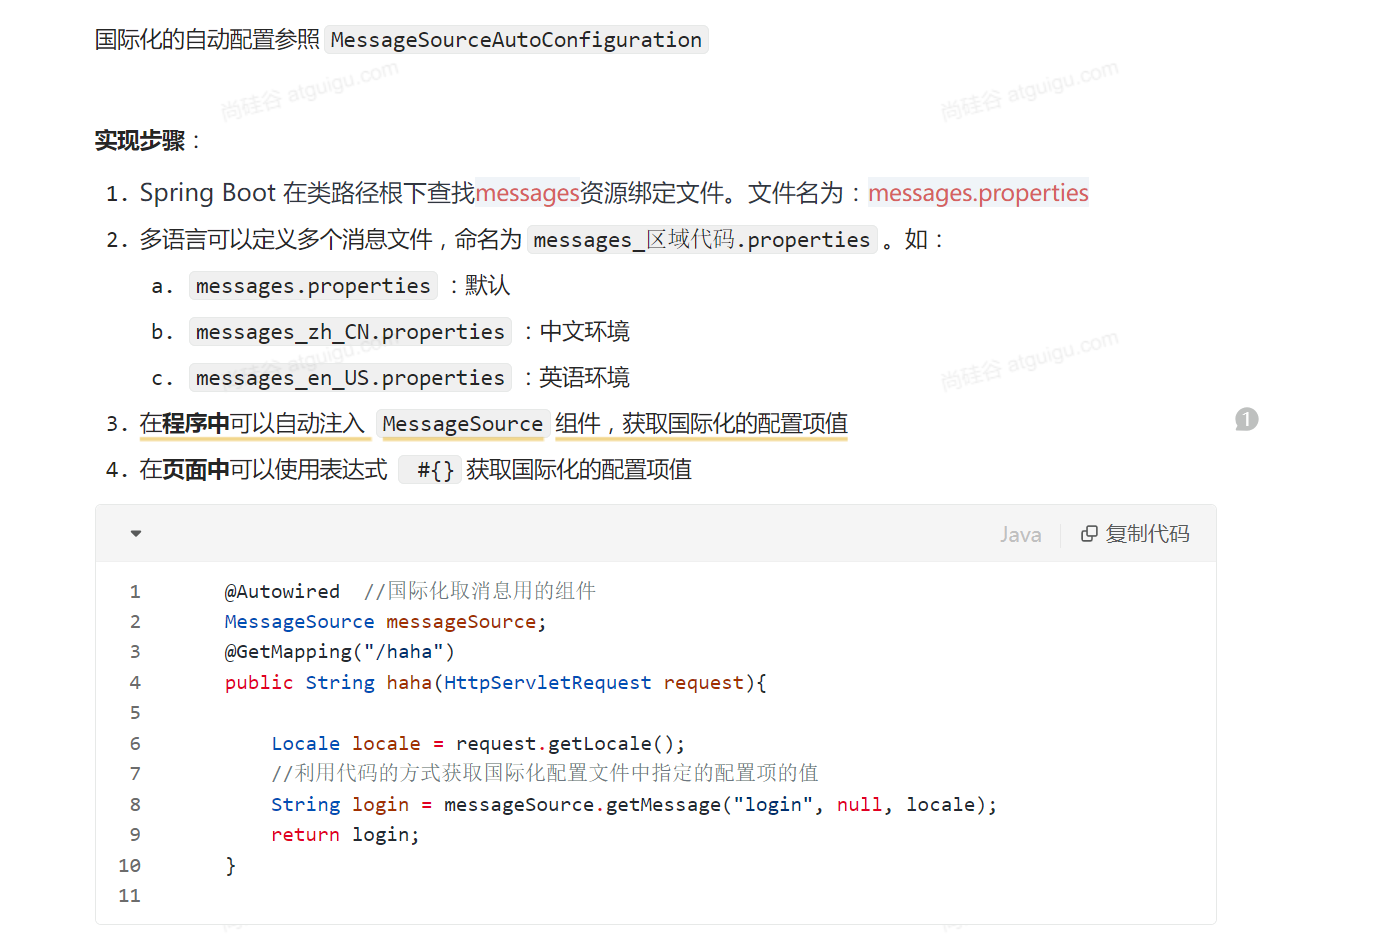 国际化的自动配置参照 MessageSourceAutoConfiguration
尚硅谷 atguigu.com
尚硅谷 atguigu.com
实现步骤：
1. Spring Boot 在类路径根下查找messages资源绑定文件。文件名为：messages.properties
2. 多语言可以定义多个消息文件，命名为 messages_区域代码.properties 。如：
a. messages.properties ：默认
b. messages_zh_CN.properties ：中文环境
尚硅谷 atguigu.com
c. messages_en_US.properties ：英语环境
3. 在程序中可以自动注入 MessageSource 组件，获取国际化的配置项值
1
4. 在页面中可以使用表达式 #{} 获取国际化的配置项值
Java 复制代码
1 @Autowired //国际化取消息用的组件
2 MessageSource messageSource;
3 @GetMapping("/haha")
4 public String haha(HttpServletRequest request){
5
6 Locale locale = request.getLocale();
7 //利用代码的方式获取国际化配置文件中指定的配置项的值
8 String login = messageSource.getMessage("login", null, locale);
9 return login;
10 }
11